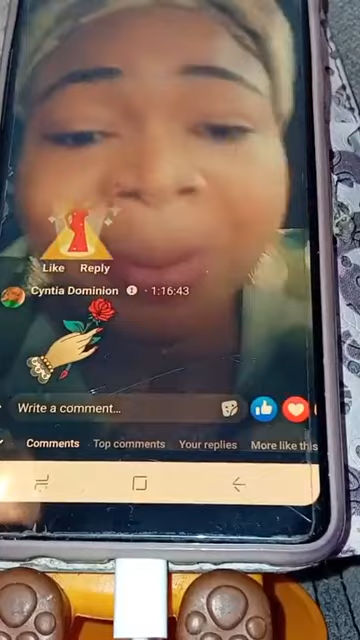 Like Reply
Cyntia Dominion · 1:16:43
Write a comment...
Comments Top comments Your replies More like this